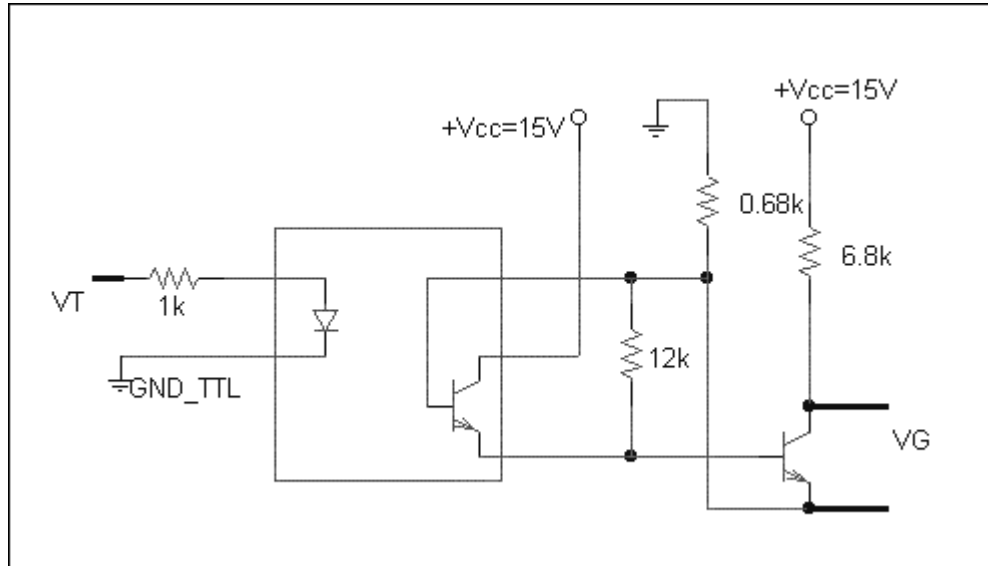 +Vcc=15V
+Vcc=15V
0.68k
6.8k
VT
1k
12k
GND_TTL
VG